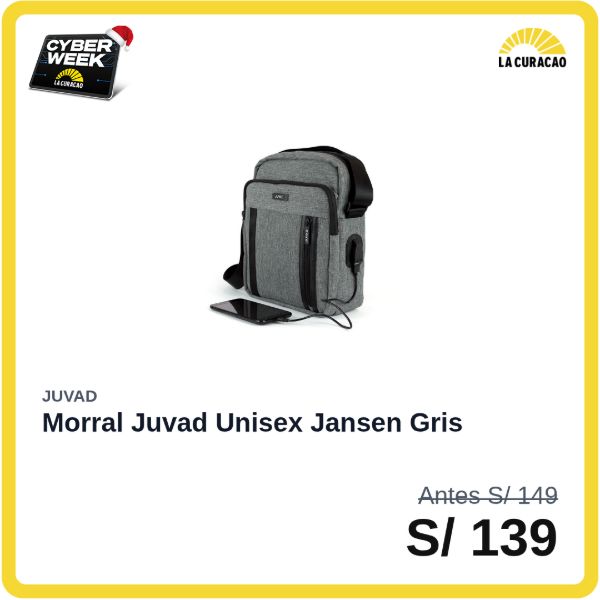 CYBER
WEEK
LA CURACAO
LA CURACAO
JUVAD
Morral Juvad Unisex Jansen Gris
Antes S/ 149
S/ 139